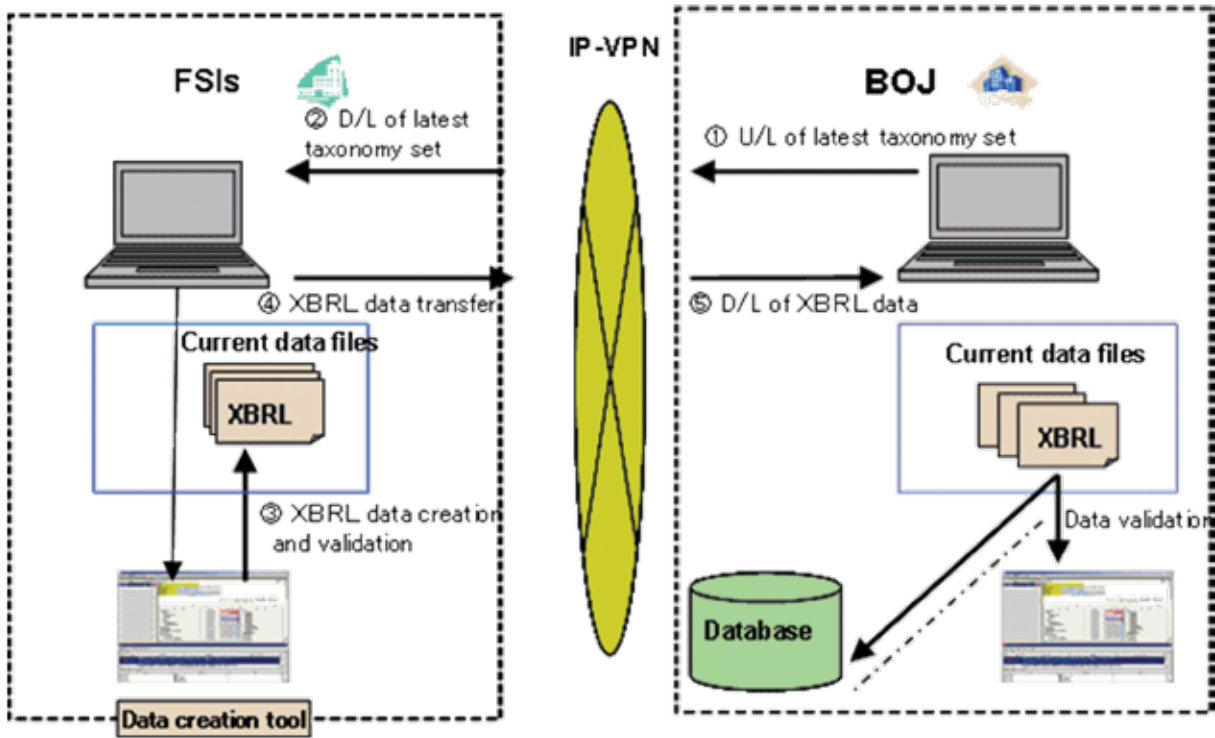 IP-VPN
FSIs
② D/L of latest
taxonomy set
④ XBRL data transfer
Current data files
XBRL
③ XBRL data creation
and validation
Data creation tool
BOJ
① U/L of latest taxonomy set
⑤ D/L of XBRL data
Current data files
XBRL
Data validation
Database